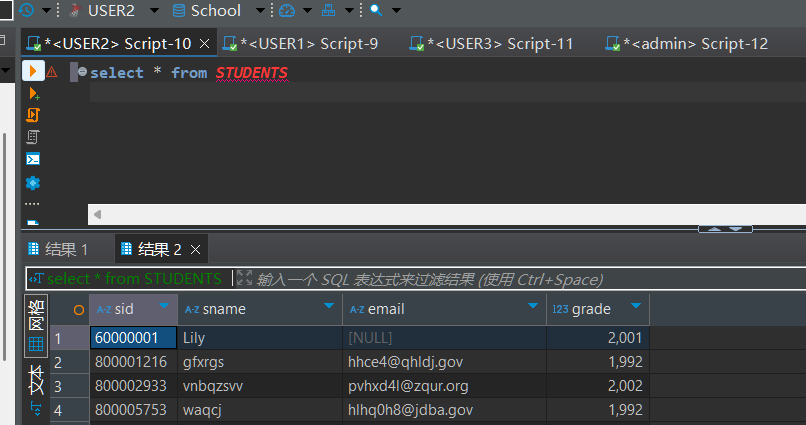 USER2 School
*<USER2> Script-10 *<USER1> Script-9 *<USER3> Script-11 *<admin> Script-12
select * from STUDENTS
结果 1 结果 2
select * from STUDENTS 输入一个 SQL 表达式来过滤结果 (使用 Ctrl+Space)
网格
文本
A-Z sid A-Z sname A-Z email 123 grade
1 60000001 Lily [NULL] 2,001
2 800001216 gfxrgs hhce4@qhldj.gov 1,992
3 800002933 vnbqzsvv pvhxd4l@zqur.org 2,002
4 800005753 waqcj hlhq0h8@jdba.gov 1,992